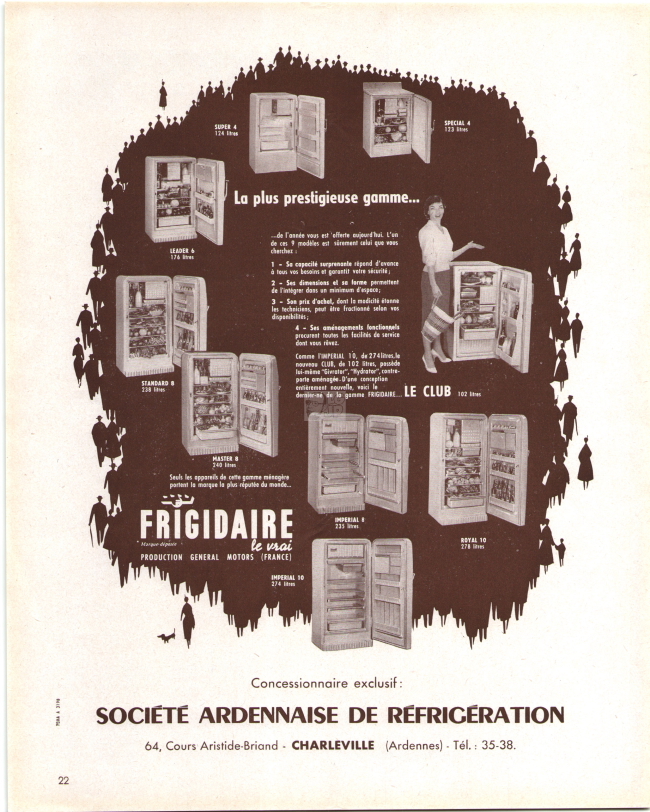 SUPER 4
124 litres
SPECIAL 4
123 litres
La plus prestigieuse gamme...
LEADER 6
176 litres
...de l'année vous est offerte aujourd'hui. L'un
de ces 9 modèles est sûrement celui que vous
cherchez :
1 - Sa capacité surprenante répond d'avance
à tous vos besoins et garantit votre sécurité;
2 - Ses dimensions et sa forme permettent
de l'intégrer dans un minimum d'espace;
3 - Son prix d'achat, dont la modicité étonne
les techniciens, peut être fractionné selon vos
disponibilités;
4 - Ses aménagements fonctionnels
procurent toutes les facilités de service
dont vous rêvez.
Comme l'IMPERIAL 10, de 274 litres, le
nouveau CLUB, de 102 litres, possède
lui-même "Givrator", "Hydrator", contre-
porte aménagée. D'une conception
entièrement nouvelle, voici le
dernier-né de la gamme FRIGIDAIRE...
LE CLUB 102 litres
STANDARD 8
238 litres
MASTER 8
240 litres
Seuls les appareils de cette gamme ménagère
portent la marque la plus réputée du monde...
FRIGIDAIRE
Marque déposée
le vrai
PRODUCTION GENERAL MOTORS (FRANCE)
IMPERIAL 8
235 litres
ROYAL 10
278 litres
IMPERIAL 10
274 litres
Concessionnaire exclusif :
SOCIÉTÉ ARDENNAISE DE RÉFRIGÉRATION
64, Cours Aristide-Briand - CHARLEVILLE (Ardennes) - Tél. : 35-38.
22